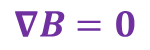 ∇B = 0